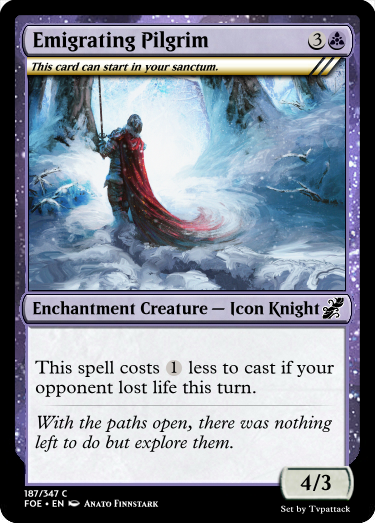 Emigrating Pilgrim 3
This card can start in your sanctum.
Enchantment Creature — Icon Knight
This spell costs 1 less to cast if your
opponent lost life this turn.
With the paths open, there was nothing
left to do but explore them.
4/3
187/347 C
FOE • EN Anato Finnstark
Set by Tvpattack